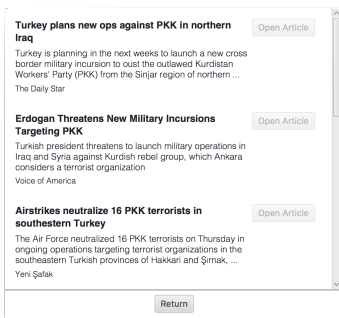 Turkey plans new ops against PKK in northern
Iraq
Open Article
Turkey is planning in the next weeks to launch a new cross
border military incursion to oust the outlawed Kurdistan
Workers' Party (PKK) from the Sinjar region of northern ...
The Daily Star
Erdogan Threatens New Military Incursions
Targeting PKK
Open Article
Turkish president threatens to launch military operations in
Iraq and Syria against Kurdish rebel group, which Ankara
considers a terrorist organization
Voice of America
Airstrikes neutralize 16 PKK terrorists in
southeastern Turkey
Open Article
The Air Force neutralized 16 PKK terrorists on Thursday in
ongoing operations targeting terrorist organizations in the
southeastern Turkish provinces of Hakkari and Şırnak, ...
Yeni Şafak
Return